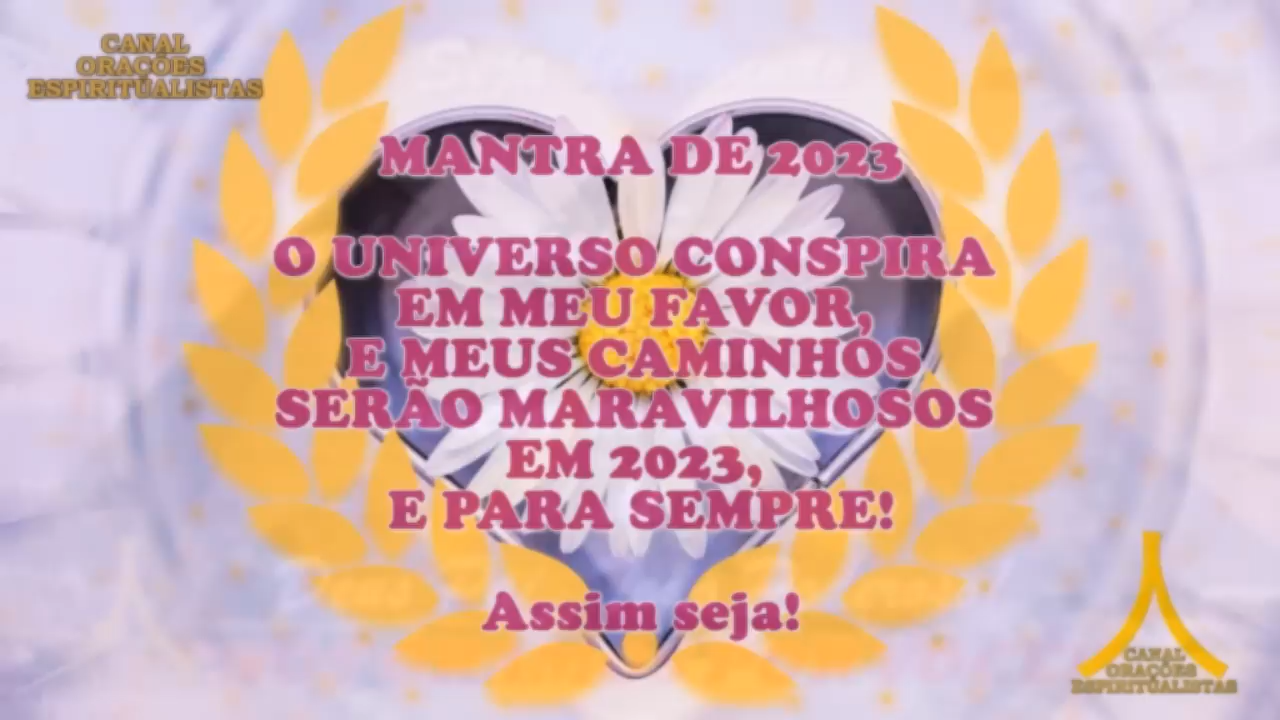 CANAL
ORAÇÕES
ESPIRITUALISTAS
MANTRA DE 2023
O UNIVERSO CONSPIRA
EM MEU FAVOR,
E MEUS CAMINHOS
SERÃO MARAVILHOSOS
EM 2023,
E PARA SEMPRE!
Assim seja!
CANAL
ORAÇÕES
ESPIRITUALISTAS